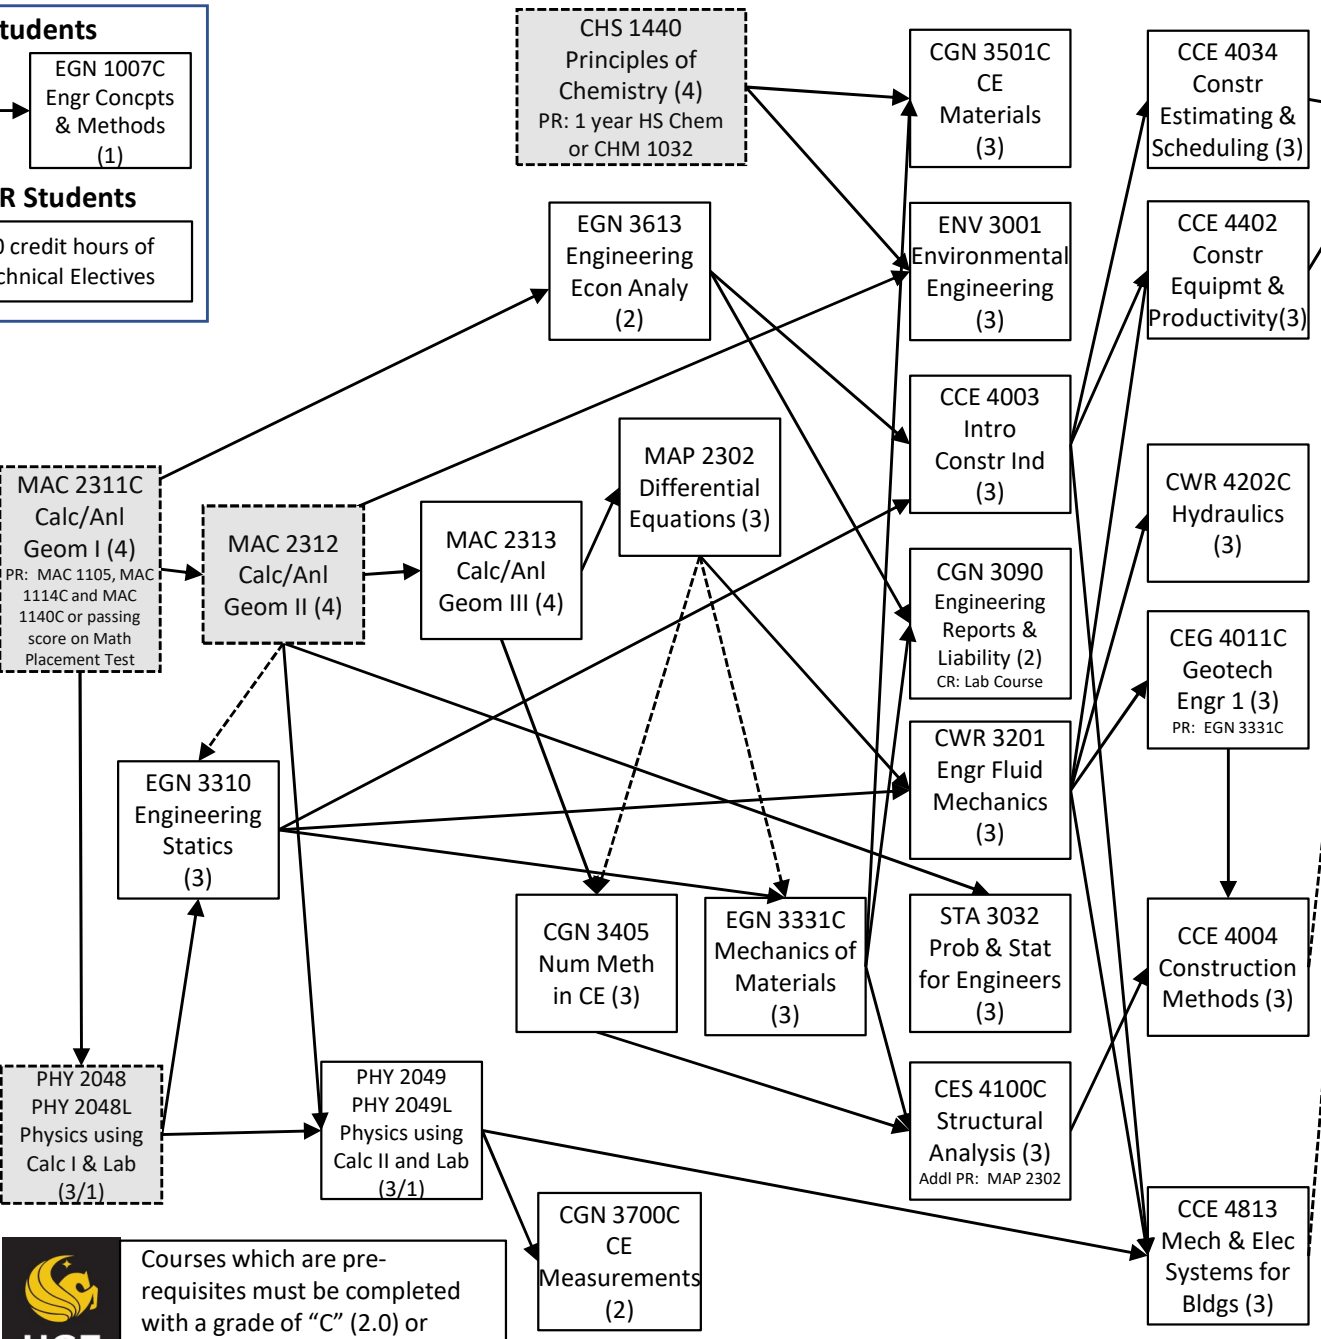 tudents
EGN 1007C
Engr Concpts
& Methods
(1)
R Students
) credit hours of
chnical Electives
CHS 1440
Principles of
Chemistry (4)
PR: 1 year HS Chem
or CHM 1032
CGN 3501C
CE
Materials
(3)
CCE 4034
Constr
Estimating &
Scheduling (3)
EGN 3613
Engineering
Econ Analy
(2)
ENV 3001
Environmental
Engineering
(3)
CCE 4402
Constr
Equipmt &
Productivity(3)
CCE 4003
Intro
Constr Ind
(3)
MAP 2302
Differential
Equations (3)
CWR 4202C
Hydraulics
(3)
MAC 2311C
Calc/Anl
Geom I (4)
PR: MAC 1105, MAC
1114C and MAC
1140C or passing
score on Math
Placement Test
MAC 2312
Calc/Anl
Geom II (4)
MAC 2313
Calc/Anl
Geom III (4)
CGN 3090
Engineering
Reports &
Liability (2)
CR: Lab Course
CEG 4011C
Geotech
Engr 1 (3)
PR: EGN 3331C
CWR 3201
Engr Fluid
Mechanics
(3)
EGN 3310
Engineering
Statics
(3)
CGN 3405
Num Meth
in CE (3)
EGN 3331C
Mechanics of
Materials
(3)
STA 3032
Prob & Stat
for Engineers
(3)
CCE 4004
Construction
Methods (3)
PHY 2048
PHY 2048L
Physics using
Calc I & Lab
(3/1)
PHY 2049
PHY 2049L
Physics using
Calc II and Lab
(3/1)
CES 4100C
Structural
Analysis (3)
Addl PR: MAP 2302
CGN 3700C
CE
Measurements
(2)
CCE 4813
Mech & Elec
Systems for
Bldgs (3)
UCF
Courses which are pre-
requisites must be completed
with a grade of “C” (2.0) or